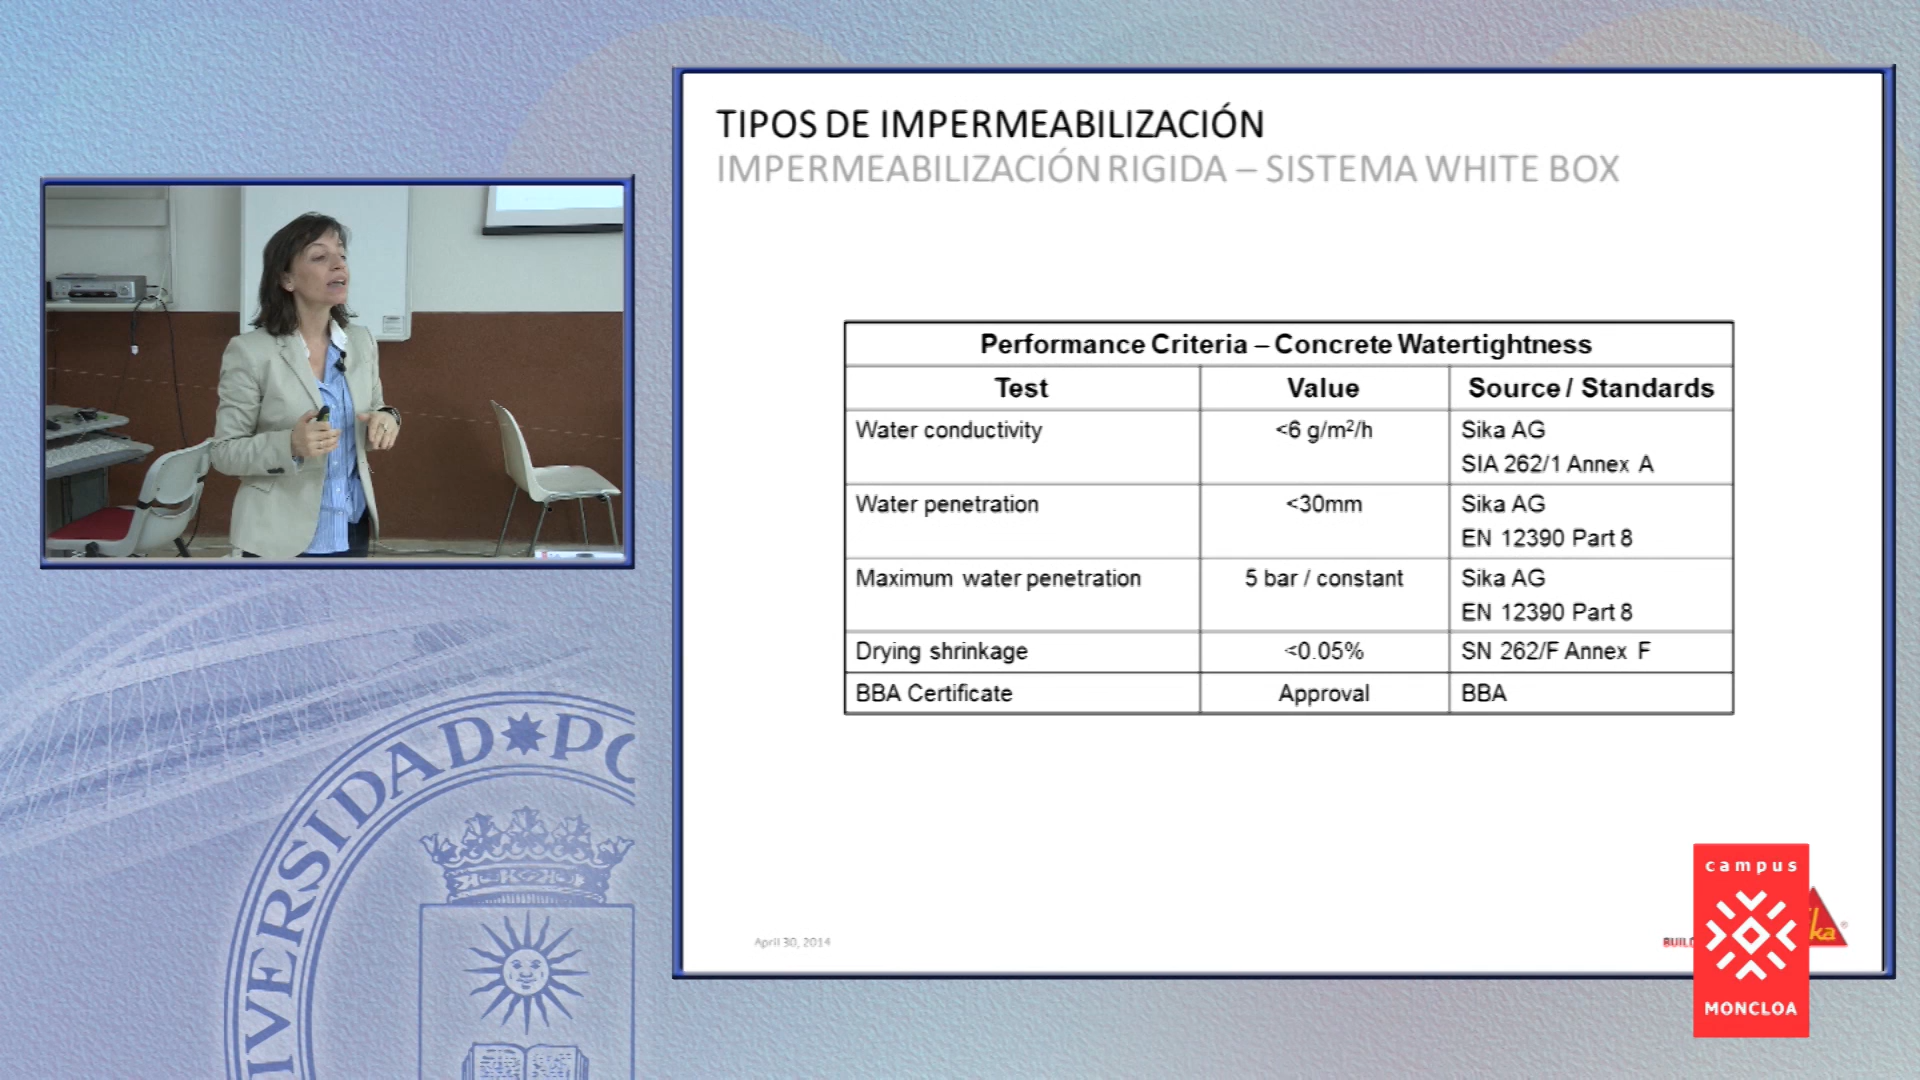 TIPOS DE IMPERMEABILIZACIÓN
IMPERMEABILIZACIÓN RIGIDA – SISTEMA WHITE BOX
Performance Criteria – Concrete Watertightness
Test Value Source / Standards
Water conductivity <6 g/m²/h Sika AG
SIA 262/1 Annex A
Water penetration <30mm Sika AG
EN 12390 Part 8
Maximum water penetration 5 bar / constant Sika AG
EN 12390 Part 8
Drying shrinkage <0.05% SN 262/F Annex F
BBA Certificate Approval BBA
April 30, 2014
campus
MONCLOA